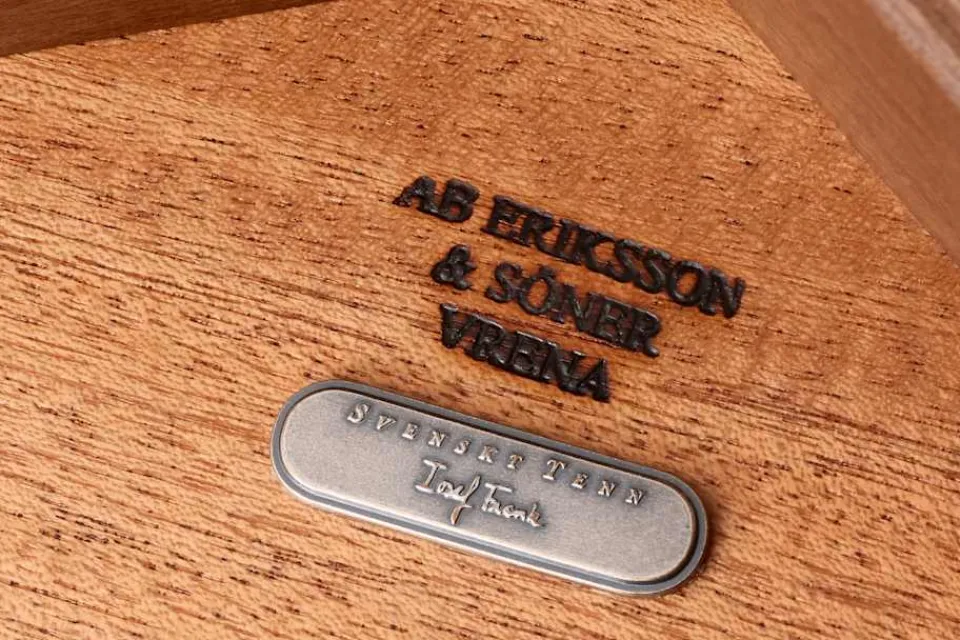 AB ERIKSSON
& SÖNER
VRENA
SVENSKT TENN
Josef Frank